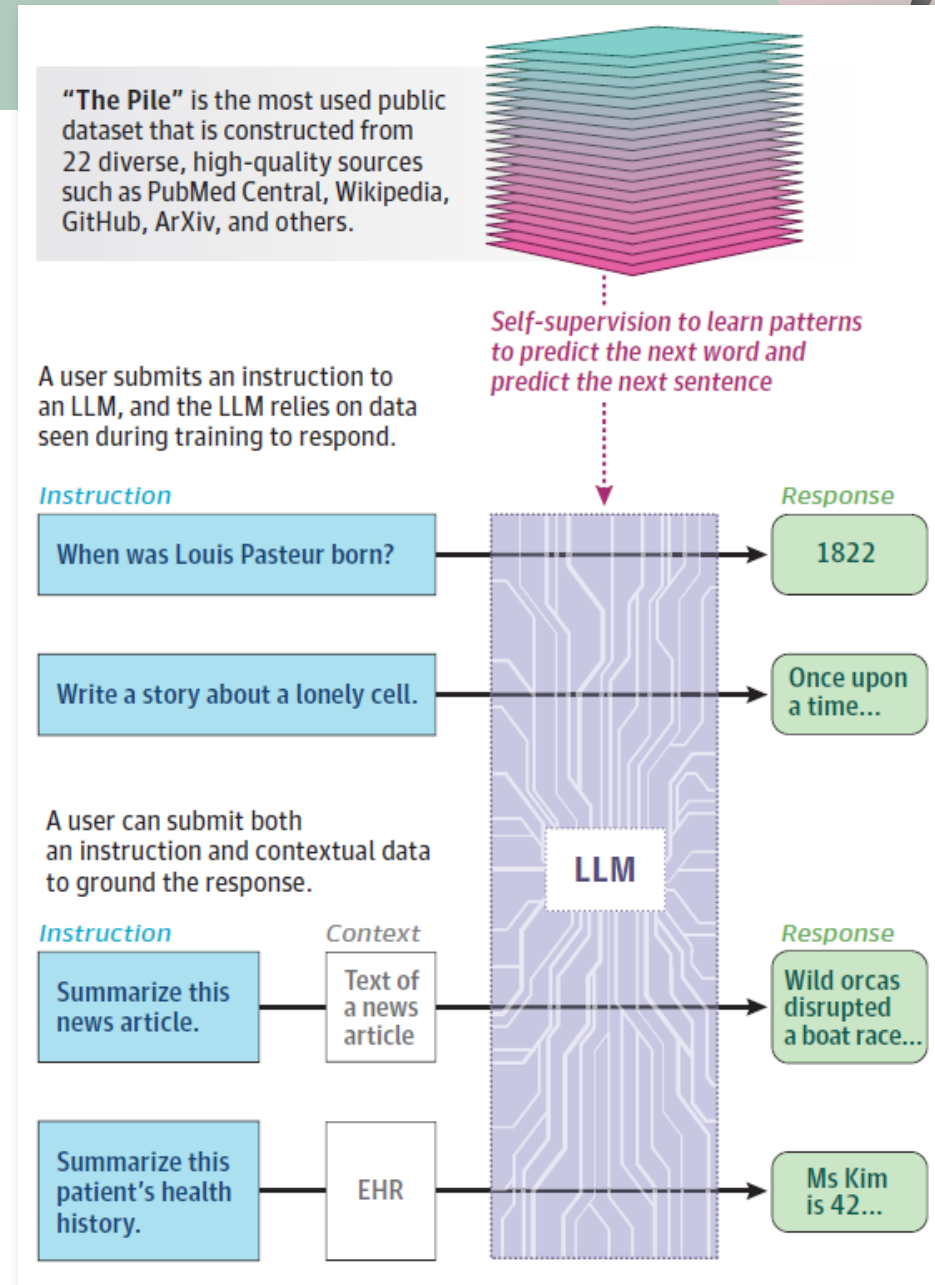 “The Pile” is the most used public
dataset that is constructed from
22 diverse, high-quality sources
such as PubMed Central, Wikipedia,
GitHub, ArXiv, and others.
Self-supervision to learn patterns
to predict the next word and
predict the next sentence
A user submits an instruction to
an LLM, and the LLM relies on data
seen during training to respond.
Instruction
Response
When was Louis Pasteur born?
1822
Write a story about a lonely cell.
Once upon
a time...
LLM
A user can submit both
an instruction and contextual data
to ground the response.
Instruction
Context
Response
Summarize this
news article.
Text of
a news
article
Wild orcas
disrupted
a boat race...
Summarize this
patient’s health
history.
EHR
Ms Kim
is 42...